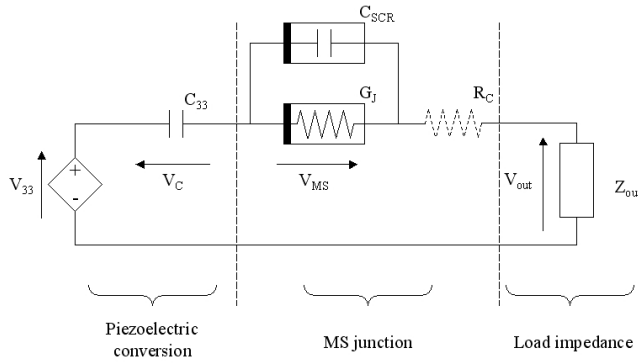 C_SCR
C_33
G_J
R_C
+
-
V_33
V_C
V_MS
V_out
Z_ou
Piezoelectric
conversion
MS junction
Load impedance